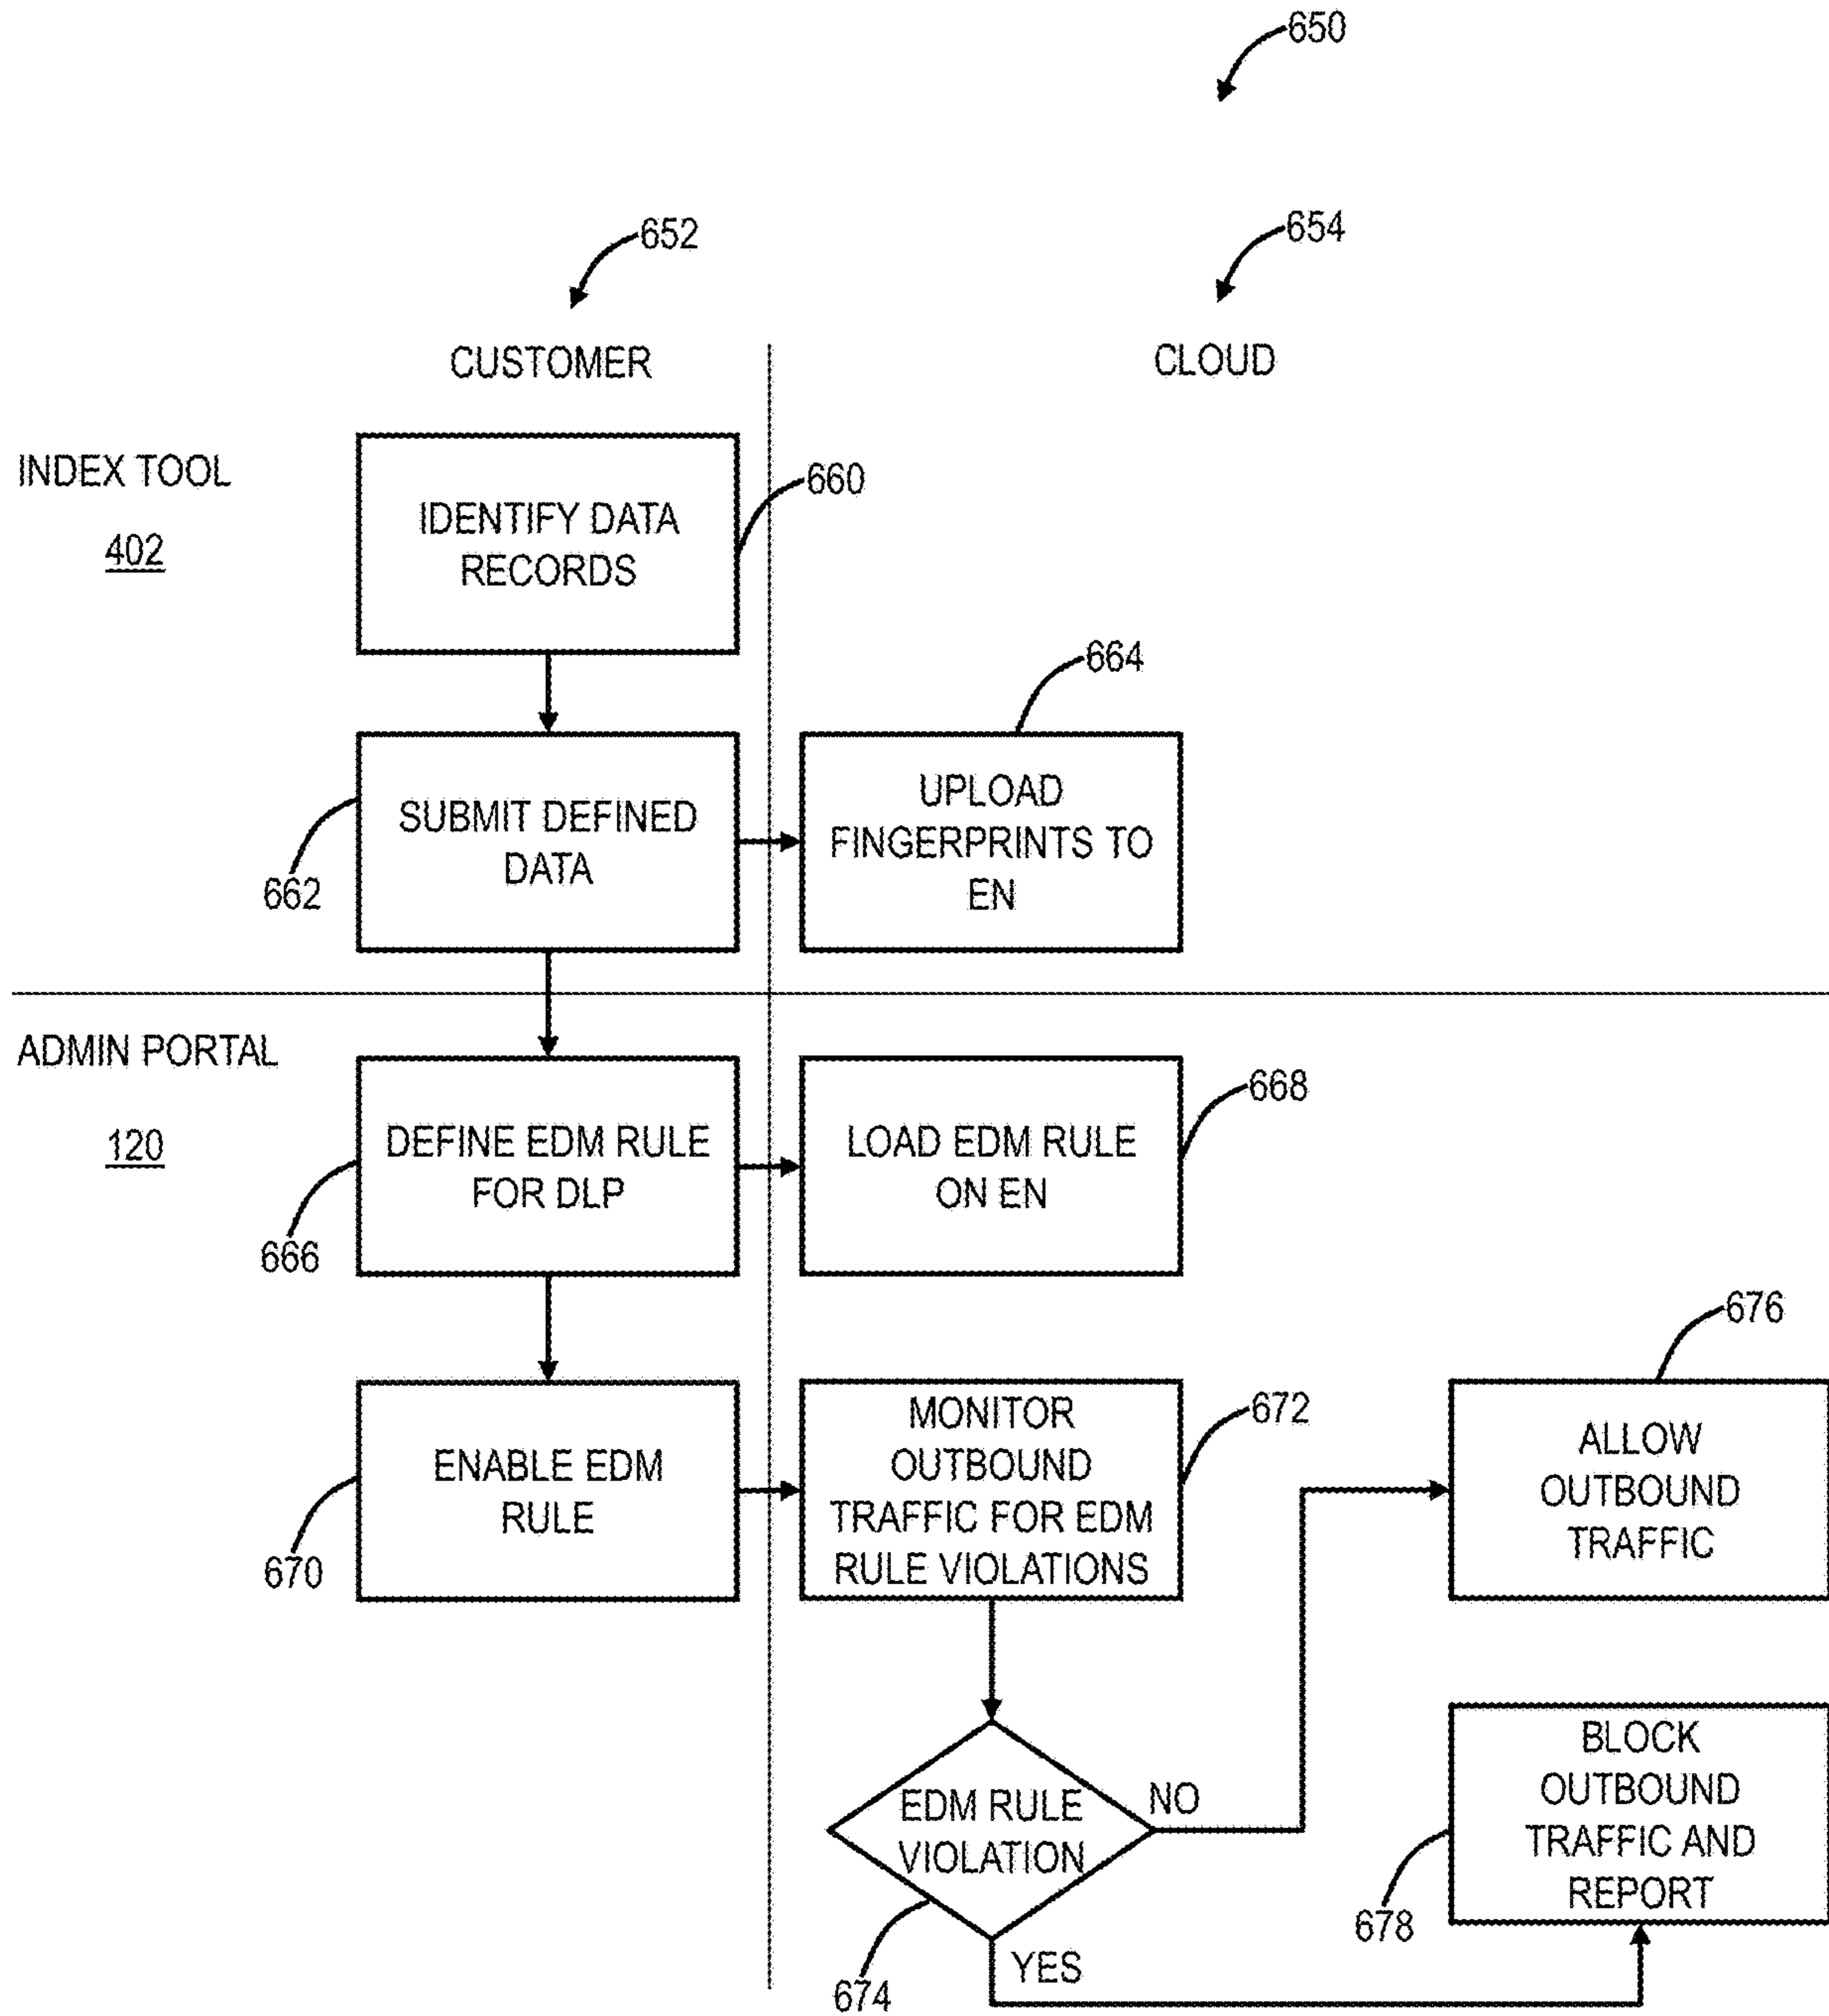 650
652
654
CUSTOMER
CLOUD
INDEX TOOL
402
IDENTIFY DATA
RECORDS
660
SUBMIT DEFINED
DATA
662
664
UPLOAD
FINGERPRINTS TO
EN
ADMIN PORTAL
120
DEFINE EDM RULE
FOR DLP
666
LOAD EDM RULE
ON EN
668
ENABLE EDM
RULE
670
MONITOR
OUTBOUND
TRAFFIC FOR EDM
RULE VIOLATIONS
672
676
ALLOW
OUTBOUND
TRAFFIC
EDM RULE
VIOLATION
674
NO
YES
BLOCK
OUTBOUND
TRAFFIC AND
REPORT
678